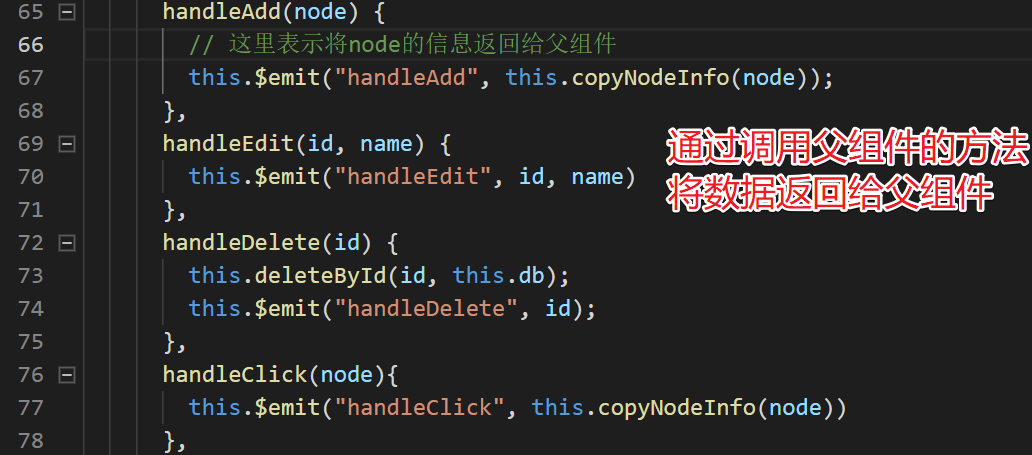 65 handleAdd(node) {
66 // 这里表示将node的信息返回给父组件
67 this.$emit("handleAdd", this.copyNodeInfo(node));
68 },
69 handleEdit(id, name) {
通过调用父组件的方法
70 this.$emit("handleEdit", id, name)
将数据返回给父组件
71 },
72 handleDelete(id) {
73 this.deleteById(id, this.db);
74 this.$emit("handleDelete", id);
75 },
76 handleClick(node){
77 this.$emit("handleClick", this.copyNodeInfo(node))
78 },